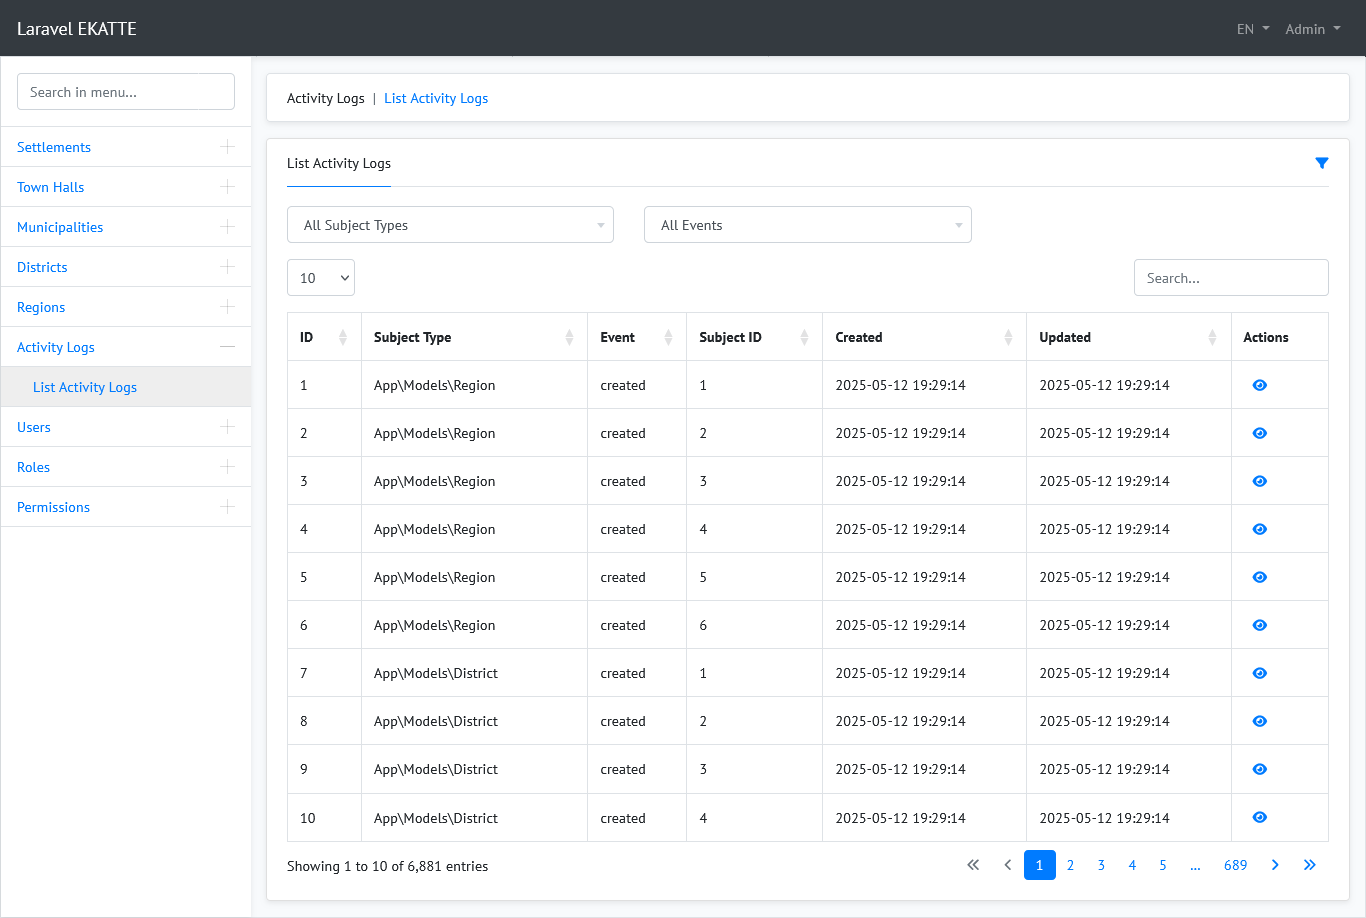 Laravel EKATTE
EN Admin
Search in menu...
Settlements
Town Halls
Municipalities
Districts
Regions
Activity Logs
List Activity Logs
Users
Roles
Permissions
Activity Logs | List Activity Logs
List Activity Logs
All Subject Types All Events
10 Search...
ID Subject Type Event Subject ID Created Updated Actions
1 App\Models\Region created 1 2025-05-12 19:29:14 2025-05-12 19:29:14
2 App\Models\Region created 2 2025-05-12 19:29:14 2025-05-12 19:29:14
3 App\Models\Region created 3 2025-05-12 19:29:14 2025-05-12 19:29:14
4 App\Models\Region created 4 2025-05-12 19:29:14 2025-05-12 19:29:14
5 App\Models\Region created 5 2025-05-12 19:29:14 2025-05-12 19:29:14
6 App\Models\Region created 6 2025-05-12 19:29:14 2025-05-12 19:29:14
7 App\Models\District created 1 2025-05-12 19:29:14 2025-05-12 19:29:14
8 App\Models\District created 2 2025-05-12 19:29:14 2025-05-12 19:29:14
9 App\Models\District created 3 2025-05-12 19:29:14 2025-05-12 19:29:14
10 App\Models\District created 4 2025-05-12 19:29:14 2025-05-12 19:29:14
Showing 1 to 10 of 6,881 entries « ‹ 1 2 3 4 5 ... 689 › »